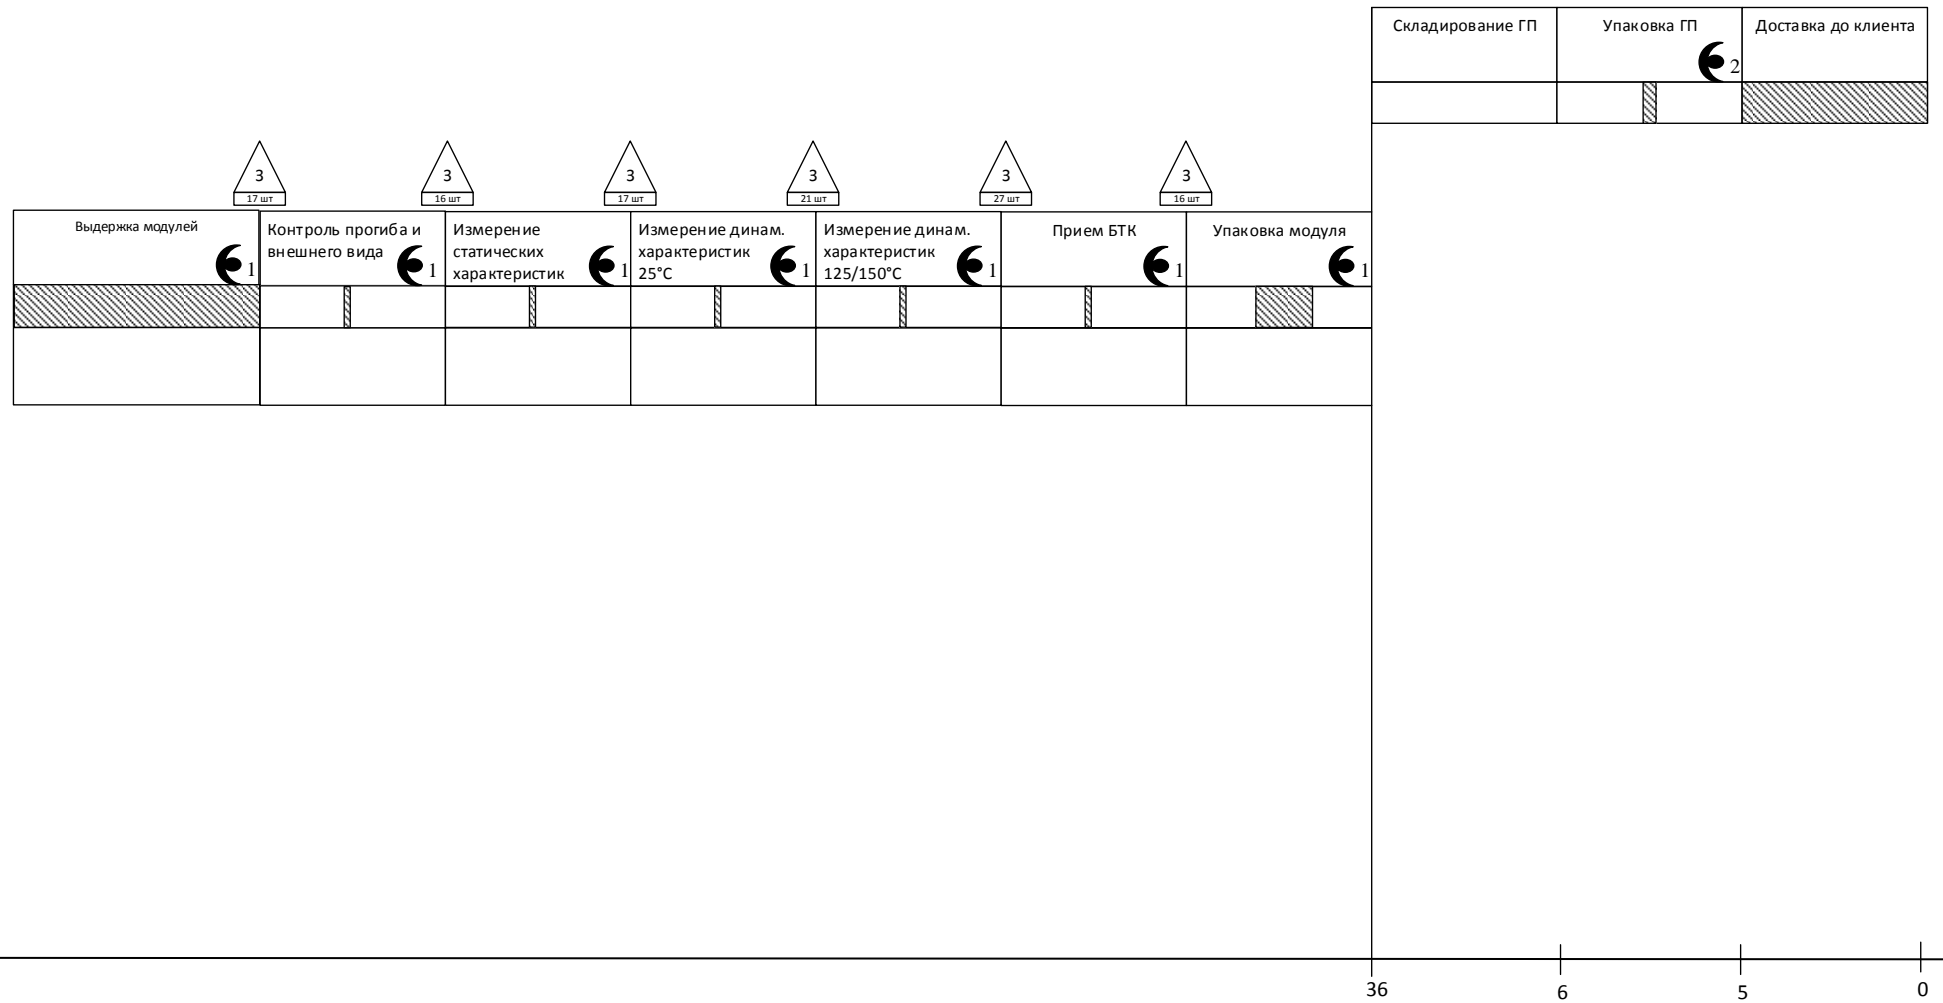 Складирование ГП
Упаковка ГП
2
Доставка до клиента
3
17 шт
3
16 шт
3
17 шт
3
21 шт
3
27 шт
3
16 шт
Выдержка модулей
1
Контроль прогиба и
внешнего вида
1
Измерение
статических
характеристик
1
Измерение динам.
характеристик
25°C
1
Измерение динам.
характеристик
125/150°C
1
Прием БТК
1
Упаковка модуля
1
36
6
5
0